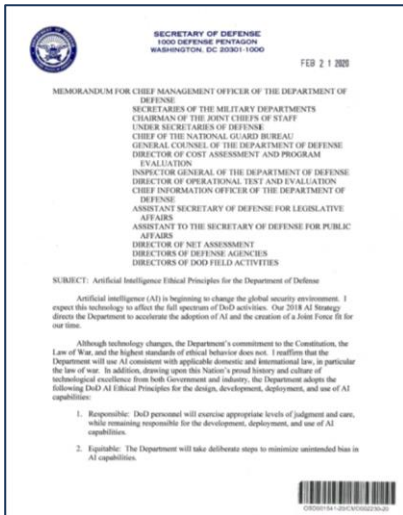 SECRETARY OF DEFENSE
1000 DEFENSE PENTAGON
WASHINGTON, DC 20301-1000
FEB 21 2020
MEMORANDUM FOR CHIEF MANAGEMENT OFFICER OF THE DEPARTMENT OF
DEFENSE
SECRETARIES OF THE MILITARY DEPARTMENTS
CHAIRMAN OF THE JOINT CHIEFS OF STAFF
UNDER SECRETARIES OF DEFENSE
CHIEF OF THE NATIONAL GUARD BUREAU
GENERAL COUNSEL OF THE DEPARTMENT OF DEFENSE
DIRECTOR OF COST ASSESSMENT AND PROGRAM
EVALUATION
INSPECTOR GENERAL OF THE DEPARTMENT OF DEFENSE
DIRECTOR OF OPERATIONAL TEST AND EVALUATION
CHIEF INFORMATION OFFICER OF THE DEPARTMENT OF
DEFENSE
ASSISTANT SECRETARY OF DEFENSE FOR LEGISLATIVE
AFFAIRS
ASSISTANT TO THE SECRETARY OF DEFENSE FOR PUBLIC
AFFAIRS
DIRECTOR OF NET ASSESSMENT
DIRECTORS OF DEFENSE AGENCIES
DIRECTORS OF DOD FIELD ACTIVITIES
SUBJECT: Artificial Intelligence Ethical Principles for the Department of Defense
Artificial intelligence (AI) is beginning to change the global security environment. I
expect this technology to affect the full spectrum of DoD activities. Our 2018 AI Strategy
directs the Department to accelerate the adoption of AI and the creation of a Joint Force fit for
our time.
Although technology changes, the Department's commitment to the Constitution, the
Law of War, and the highest standards of ethical behavior does not. I reaffirm that the
Department will use AI consistent with applicable domestic and international law, in particular
the law of war. In addition, drawing upon this Nation's proud history and culture of
technological excellence from both Government and industry, the Department adopts the
following DoD AI Ethical Principles for the design, development, deployment, and use of AI
capabilities:
1. Responsible: DoD personnel will exercise appropriate levels of judgment and care,
while remaining responsible for the development, deployment, and use of AI
capabilities.
2. Equitable: The Department will take deliberate steps to minimize unintended bias in
AI capabilities.